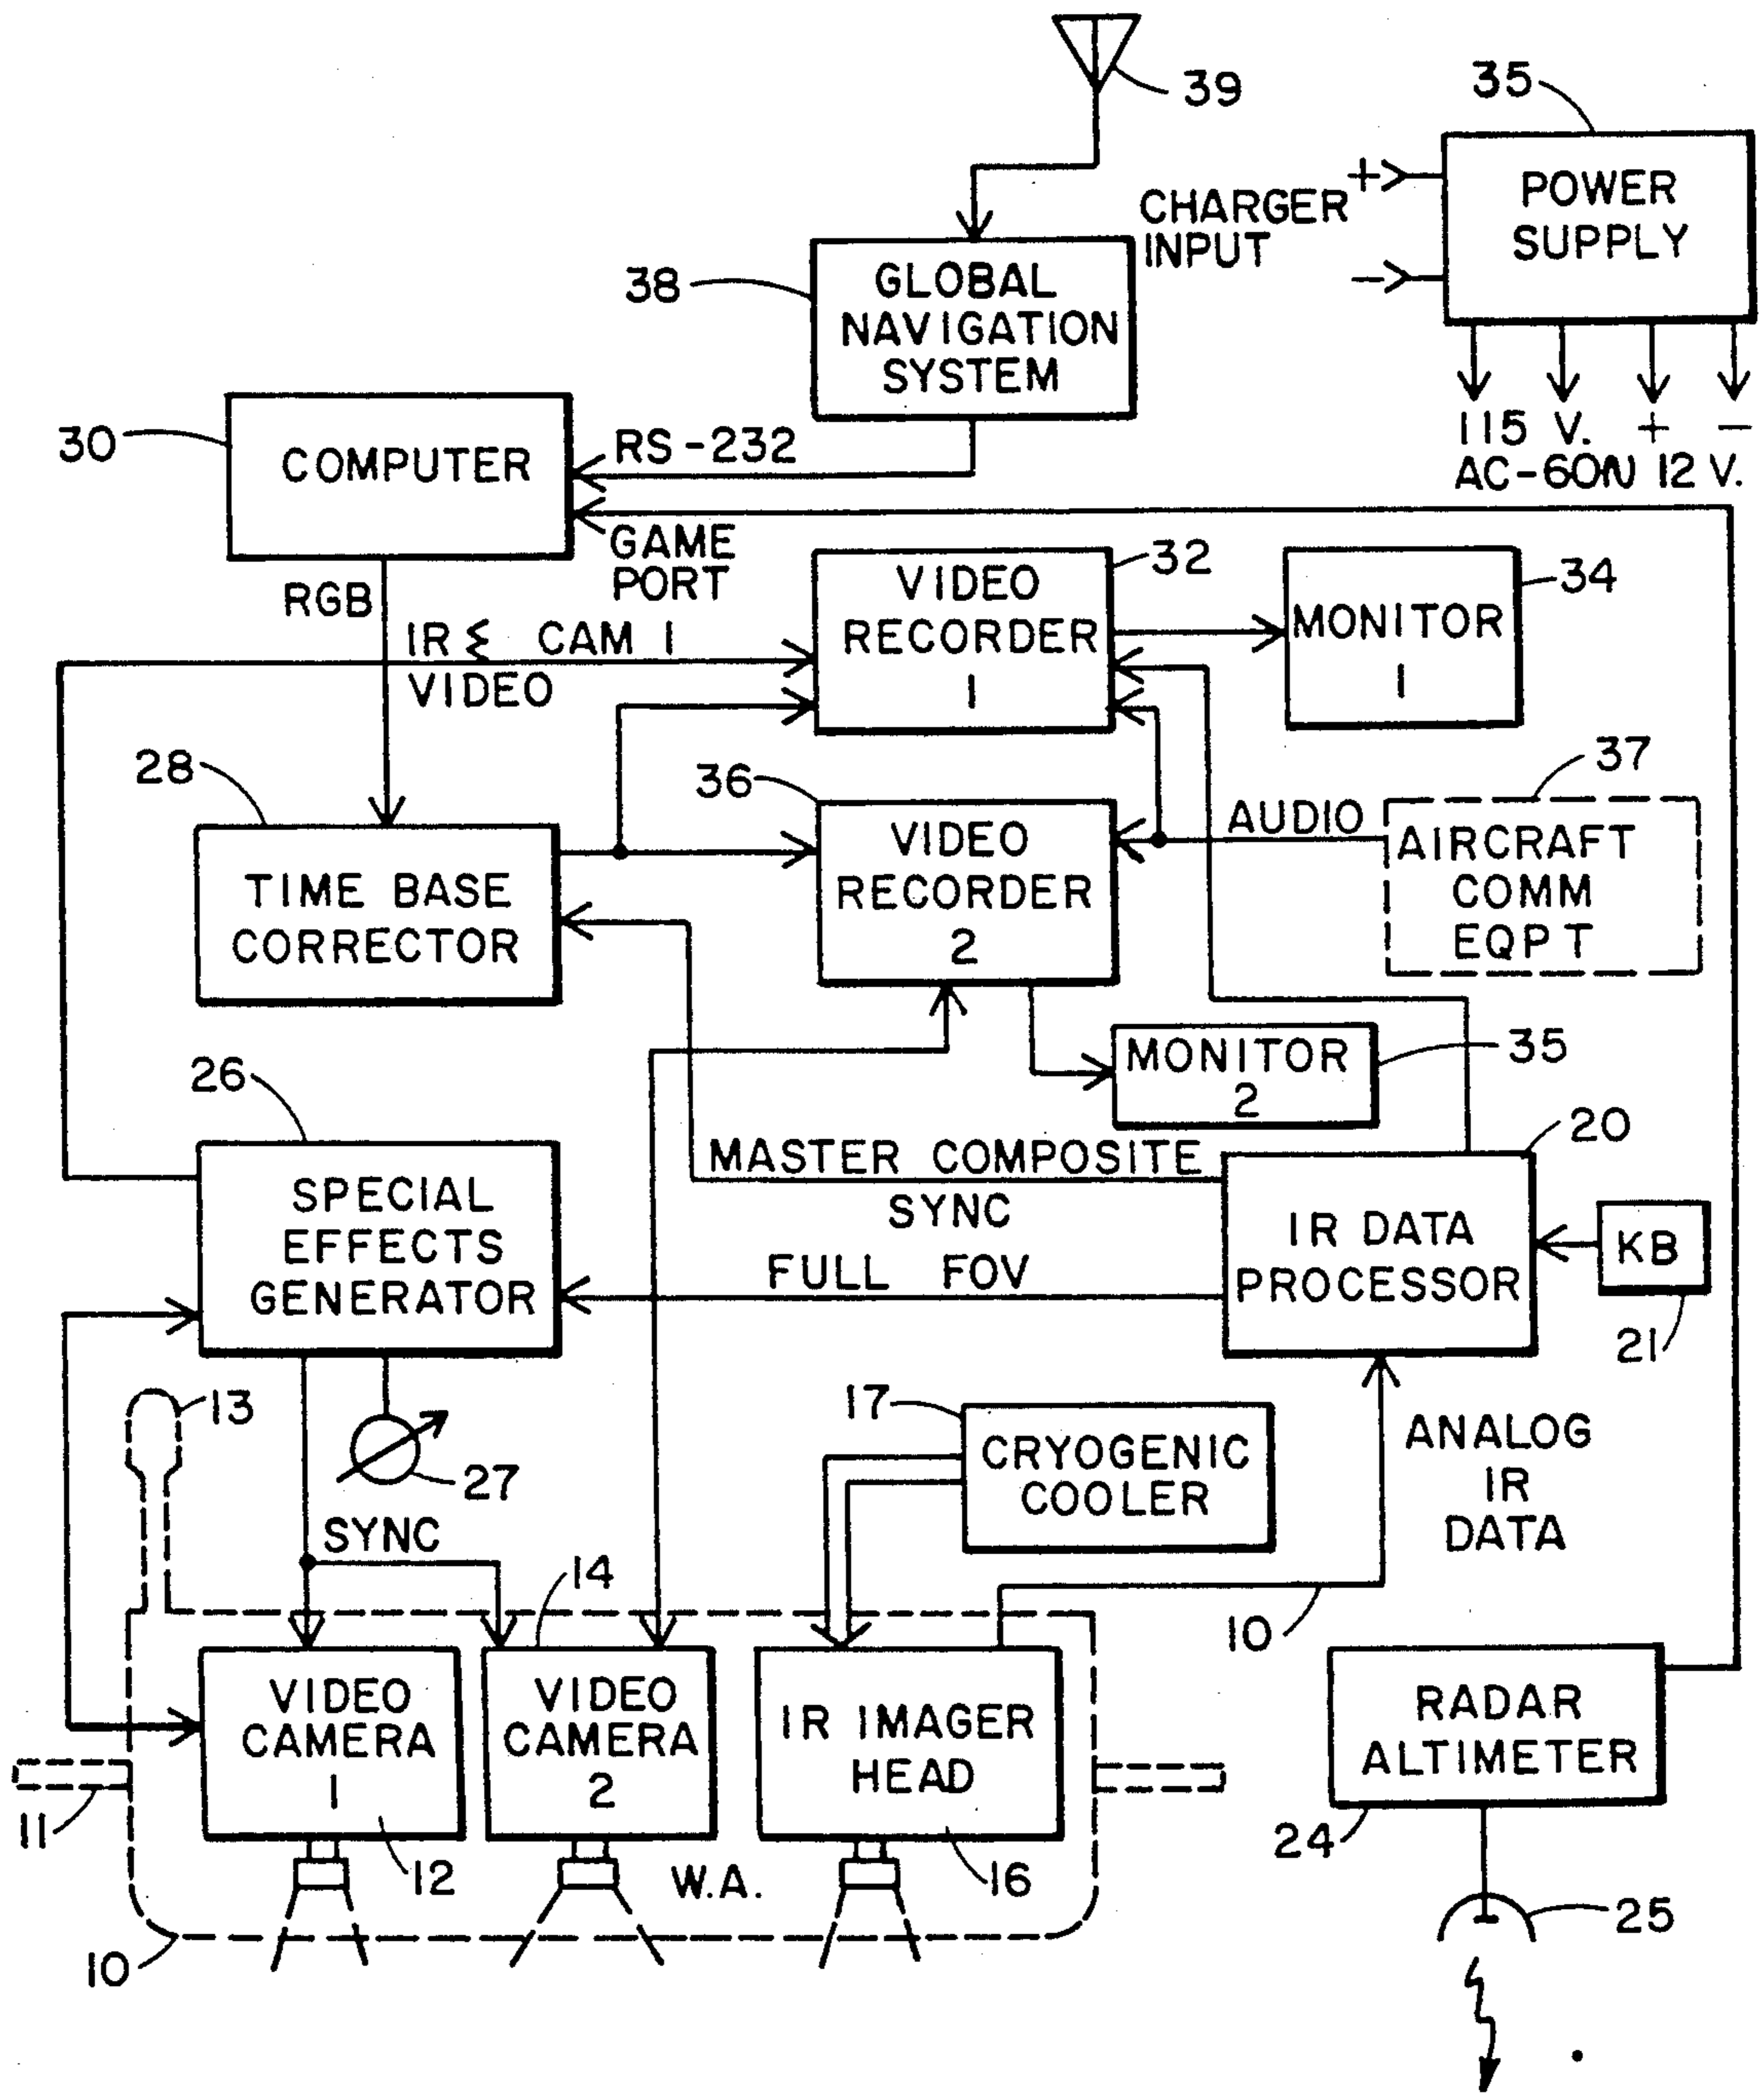 39
35
POWER
SUPPLY
CHARGER
INPUT
+
−
115 V. + −
AC-60N 12 V.
38
GLOBAL
NAVIGATION
SYSTEM
30
COMPUTER
RS-232
GAME
PORT
RGB
IR & CAM 1
VIDEO
VIDEO
RECORDER
1
32
MONITOR
1
34
28
TIME BASE
CORRECTOR
36
VIDEO
RECORDER
2
AUDIO
37
AIRCRAFT
COMM
EQPT
MONITOR
2
35
26
SPECIAL
EFFECTS
GENERATOR
MASTER COMPOSITE
SYNC
FULL FOV
20
IR DATA
PROCESSOR
KB
21
13
27
SYNC
17
CRYOGENIC
COOLER
ANALOG
IR
DATA
14
10
VIDEO
CAMERA
1
VIDEO
CAMERA
2
IR IMAGER
HEAD
RADAR
ALTIMETER
11
12
W.A.
16
24
25
10